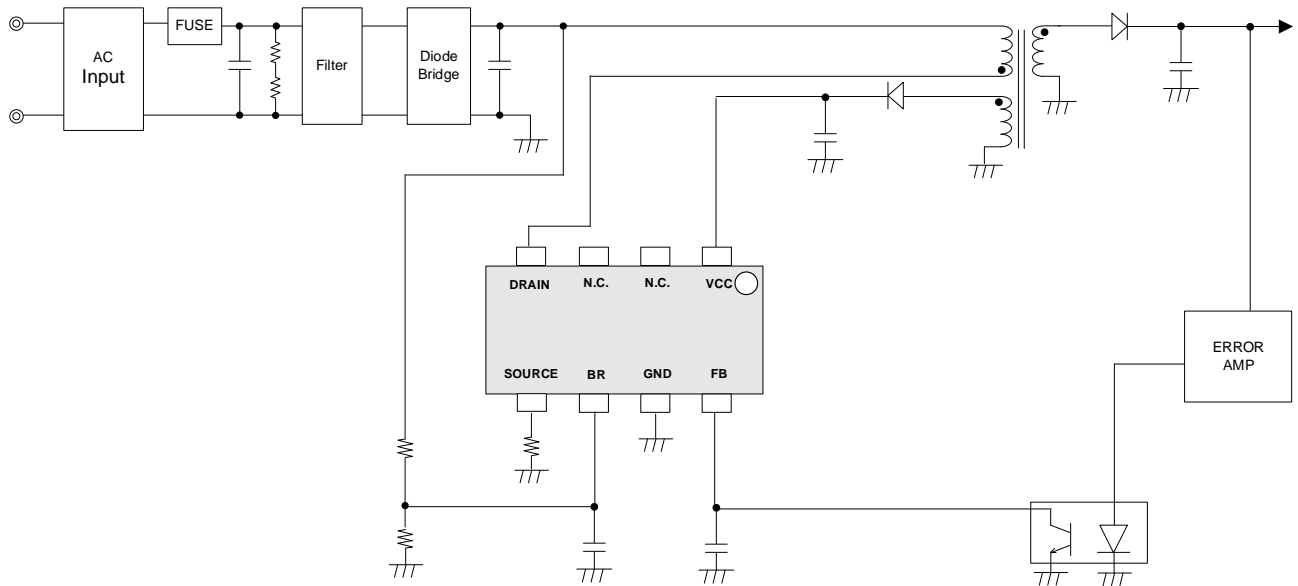 FUSE
AC
Input
Filter
Diode
Bridge
DRAIN
N.C.
N.C.
VCC
SOURCE
BR
GND
FB
ERROR
AMP